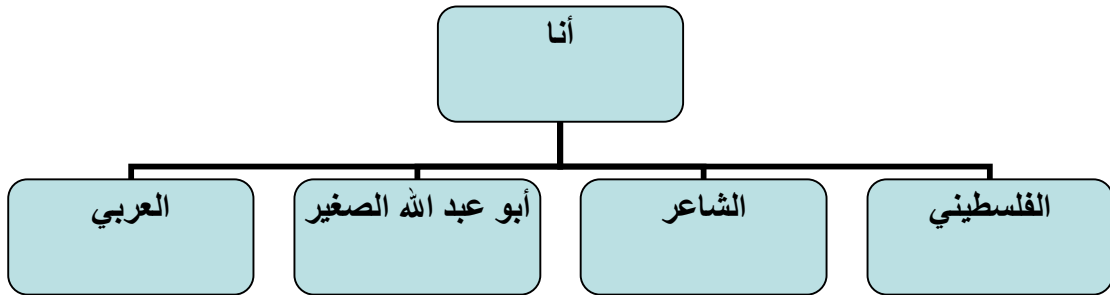 أنا
الفلسطيني
الشاعر
أبو عبد الله الصغير
العربي